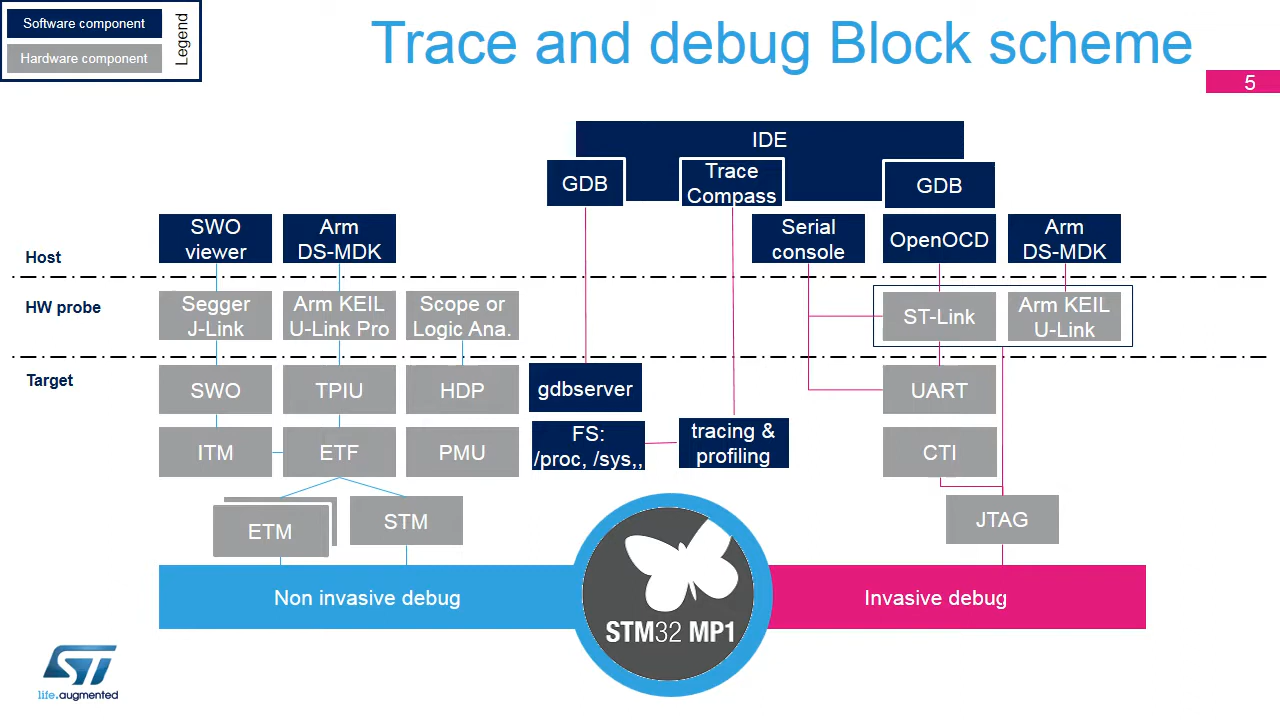 Software component
Hardware component
Legend
Trace and debug Block scheme
5
IDE
GDB
Trace
Compass
GDB
SWO
viewer
Arm
DS-MDK
Serial
console
OpenOCD
Arm
DS-MDK
Host
HW probe
Segger
J-Link
Arm KEIL
U-Link Pro
Scope or
Logic Ana.
ST-Link
Arm KEIL
U-Link
Target
SWO
TPIU
HDP
gdbserver
UART
ITM
ETF
PMU
FS:
/proc, /sys,,
tracing &
profiling
CTI
ETM
STM
JTAG
Non invasive debug
STM32 MP1
Invasive debug
ST
life.augmented